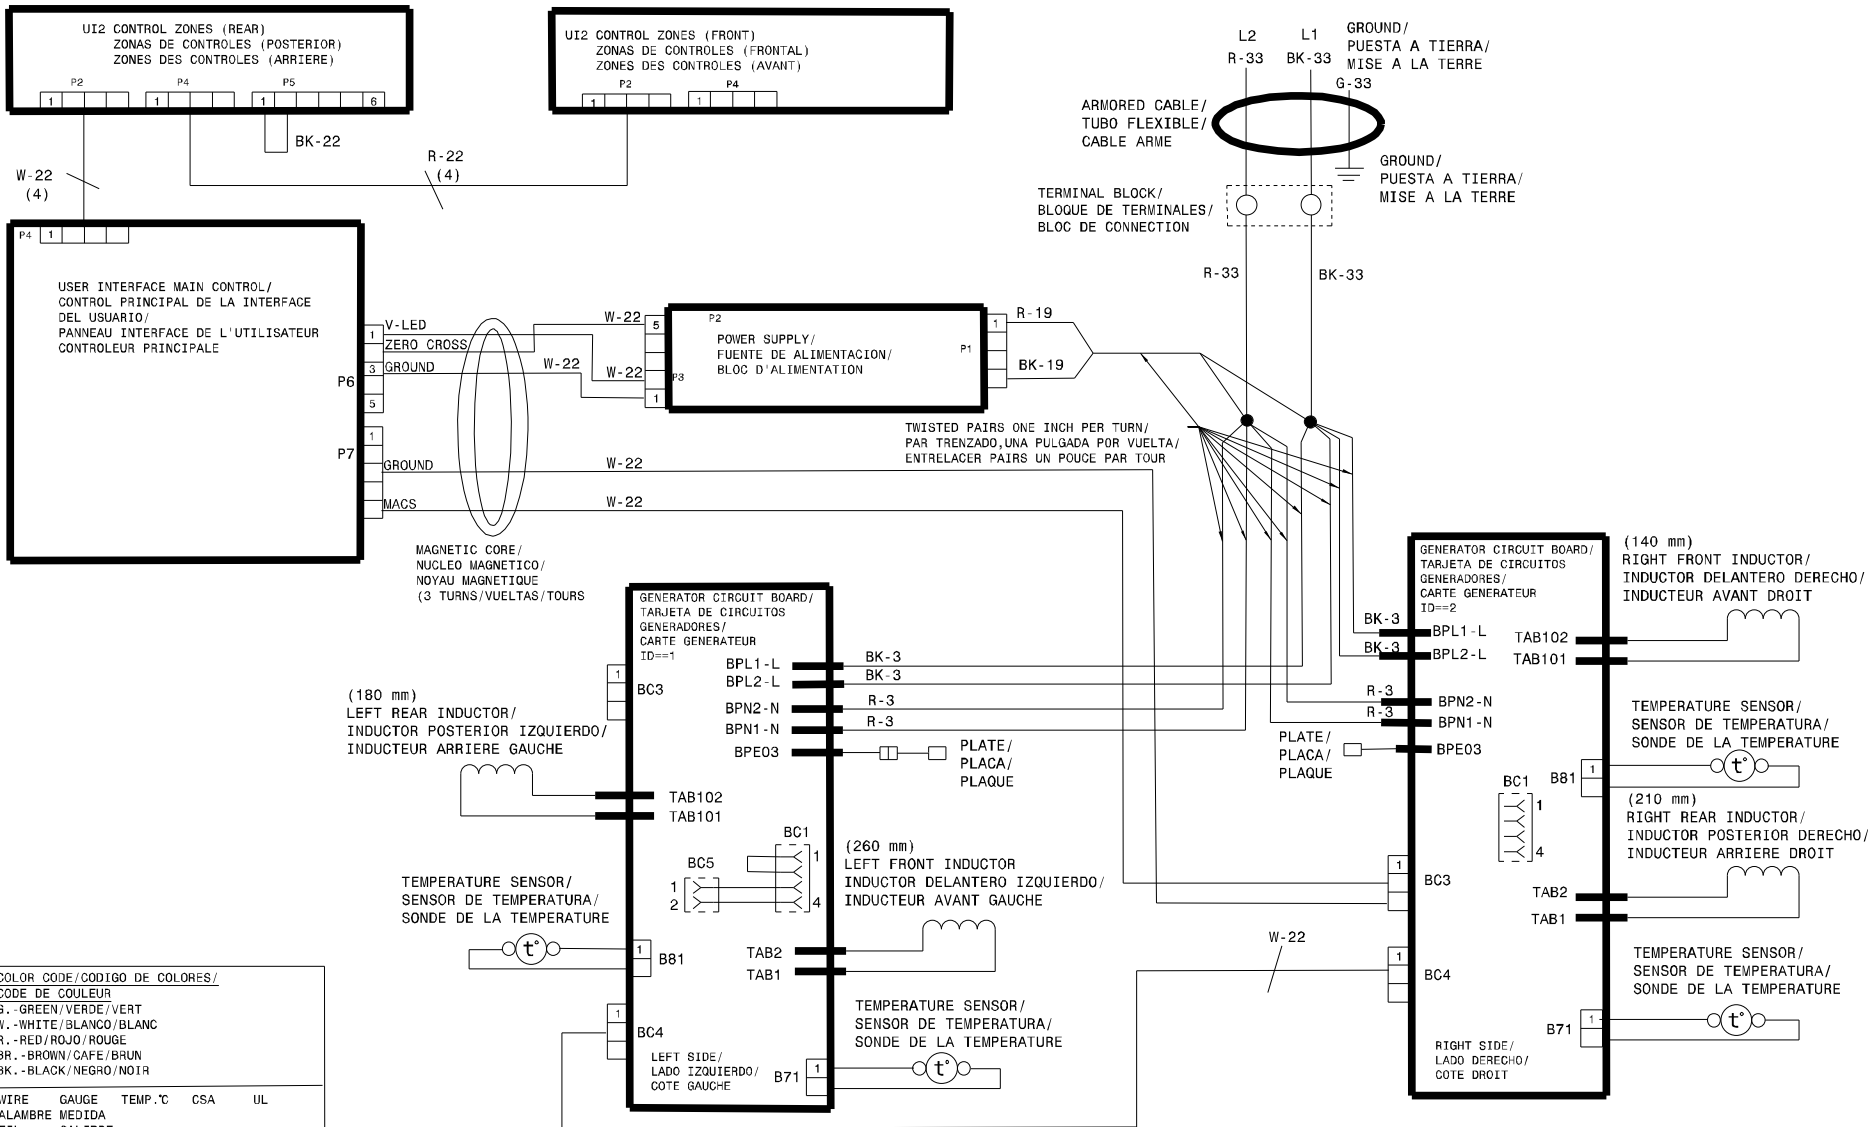 UI2 CONTROL ZONES (REAR)
ZONAS DE CONTROLES (POSTERIOR)
ZONES DES CONTROLES (ARRIERE)
P2
P4
P5
1
1
1
6
BK-22
W-22
(4)
R-22
(4)
UI2 CONTROL ZONES (FRONT)
ZONAS DE CONTROLES (FRONTAL)
ZONES DES CONTROLES (AVANT)
P2
P4
1
1
L2
R-33
L1
BK-33
GROUND/
PUESTA A TIERRA/
MISE A LA TERRE
G-33
ARMORED CABLE/
TUBO FLEXIBLE/
CABLE ARME
GROUND/
PUESTA A TIERRA/
MISE A LA TERRE
TERMINAL BLOCK/
BLOQUE DE TERMINALES/
BLOC DE CONNECTION
R-33
BK-33
P4
1
USER INTERFACE MAIN CONTROL/
CONTROL PRINCIPAL DE LA INTERFACE
DEL USUARIO/
PANNEAU INTERFACE DE L'UTILISATEUR
CONTROLEUR PRINCIPALE
P6
1
3
5
P7
1
V-LED
ZERO CROSS
GROUND
GROUND
MACS
W-22
W-22
W-22
W-22
W-22
MAGNETIC CORE/
NUCLEO MAGNETICO/
NOYAU MAGNETIQUE
(3 TURNS/VUELTAS/TOURS
5
1
P2
P3
POWER SUPPLY/
FUENTE DE ALIMENTACION/
BLOC D'ALIMENTATION
P1
1
R-19
BK-19
TWISTED PAIRS ONE INCH PER TURN/
PAR TRENZADO,UNA PULGADA POR VUELTA/
ENTRELACER PAIRS UN POUCE PAR TOUR
GENERATOR CIRCUIT BOARD/
TARJETA DE CIRCUITOS
GENERADORES/
CARTE GENERATEUR
ID==1
1
BC3
BPL1-L
BPL2-L
BPN2-N
BPN1-N
BPE03
BK-3
BK-3
R-3
R-3
PLATE/
PLACA/
PLAQUE
(180 mm)
LEFT REAR INDUCTOR/
INDUCTOR POSTERIOR IZQUIERDO/
INDUCTEUR ARRIERE GAUCHE
TAB102
TAB101
BC1
1
4
BC5
1
2
(260 mm)
LEFT FRONT INDUCTOR
INDUCTOR DELANTERO IZQUIERDO/
INDUCTEUR AVANT GAUCHE
TEMPERATURE SENSOR/
SENSOR DE TEMPERATURA/
SONDE DE LA TEMPERATURE
t°
1
B81
TAB2
TAB1
1
BC4
TEMPERATURE SENSOR/
SENSOR DE TEMPERATURA/
SONDE DE LA TEMPERATURE
t°
LEFT SIDE/
LADO IZQUIERDO/
COTE GAUCHE
B71
1
GENERATOR CIRCUIT BOARD/
TARJETA DE CIRCUITOS
GENERADORES/
CARTE GENERATEUR
ID==2
BK-3
BK-3
R-3
R-3
BPL1-L
BPL2-L
BPN2-N
BPN1-N
BPE03
PLATE/
PLACA/
PLAQUE
(140 mm)
RIGHT FRONT INDUCTOR/
INDUCTOR DELANTERO DERECHO/
INDUCTEUR AVANT DROIT
TAB102
TAB101
TEMPERATURE SENSOR/
SENSOR DE TEMPERATURA/
SONDE DE LA TEMPERATURE
t°
B81
1
BC1
1
4
(210 mm)
RIGHT REAR INDUCTOR/
INDUCTOR POSTERIOR DERECHO/
INDUCTEUR ARRIERE DROIT
1
BC3
TAB2
TAB1
W-22
1
BC4
TEMPERATURE SENSOR/
SENSOR DE TEMPERATURA/
SONDE DE LA TEMPERATURE
t°
B71
1
RIGHT SIDE/
LADO DERECHO/
COTE DROIT
COLOR CODE/CODIGO DE COLORES/
CODE DE COULEUR
G.-GREEN/VERDE/VERT
W.-WHITE/BLANCO/BLANC
R.-RED/ROJO/ROUGE
BR.-BROWN/CAFE/BRUN
BK.-BLACK/NEGRO/NOIR
WIRE GAUGE TEMP.℃ CSA UL
ALAMBRE MEDIDA